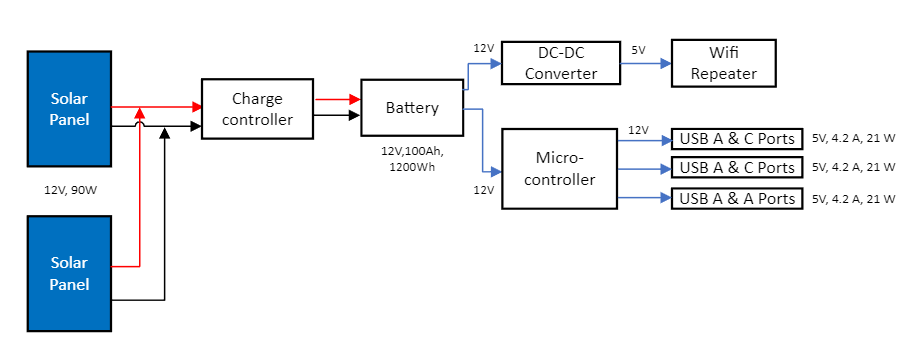 Solar
Panel
12V, 90W
Solar
Panel
Charge
controller
Battery
12V,100Ah,
1200Wh
12V
DC-DC
Converter
5V
Wifi
Repeater
12V
Micro-
controller
12V
USB A & C Ports
5V, 4.2 A, 21 W
USB A & C Ports
5V, 4.2 A, 21 W
USB A & A Ports
5V, 4.2 A, 21 W